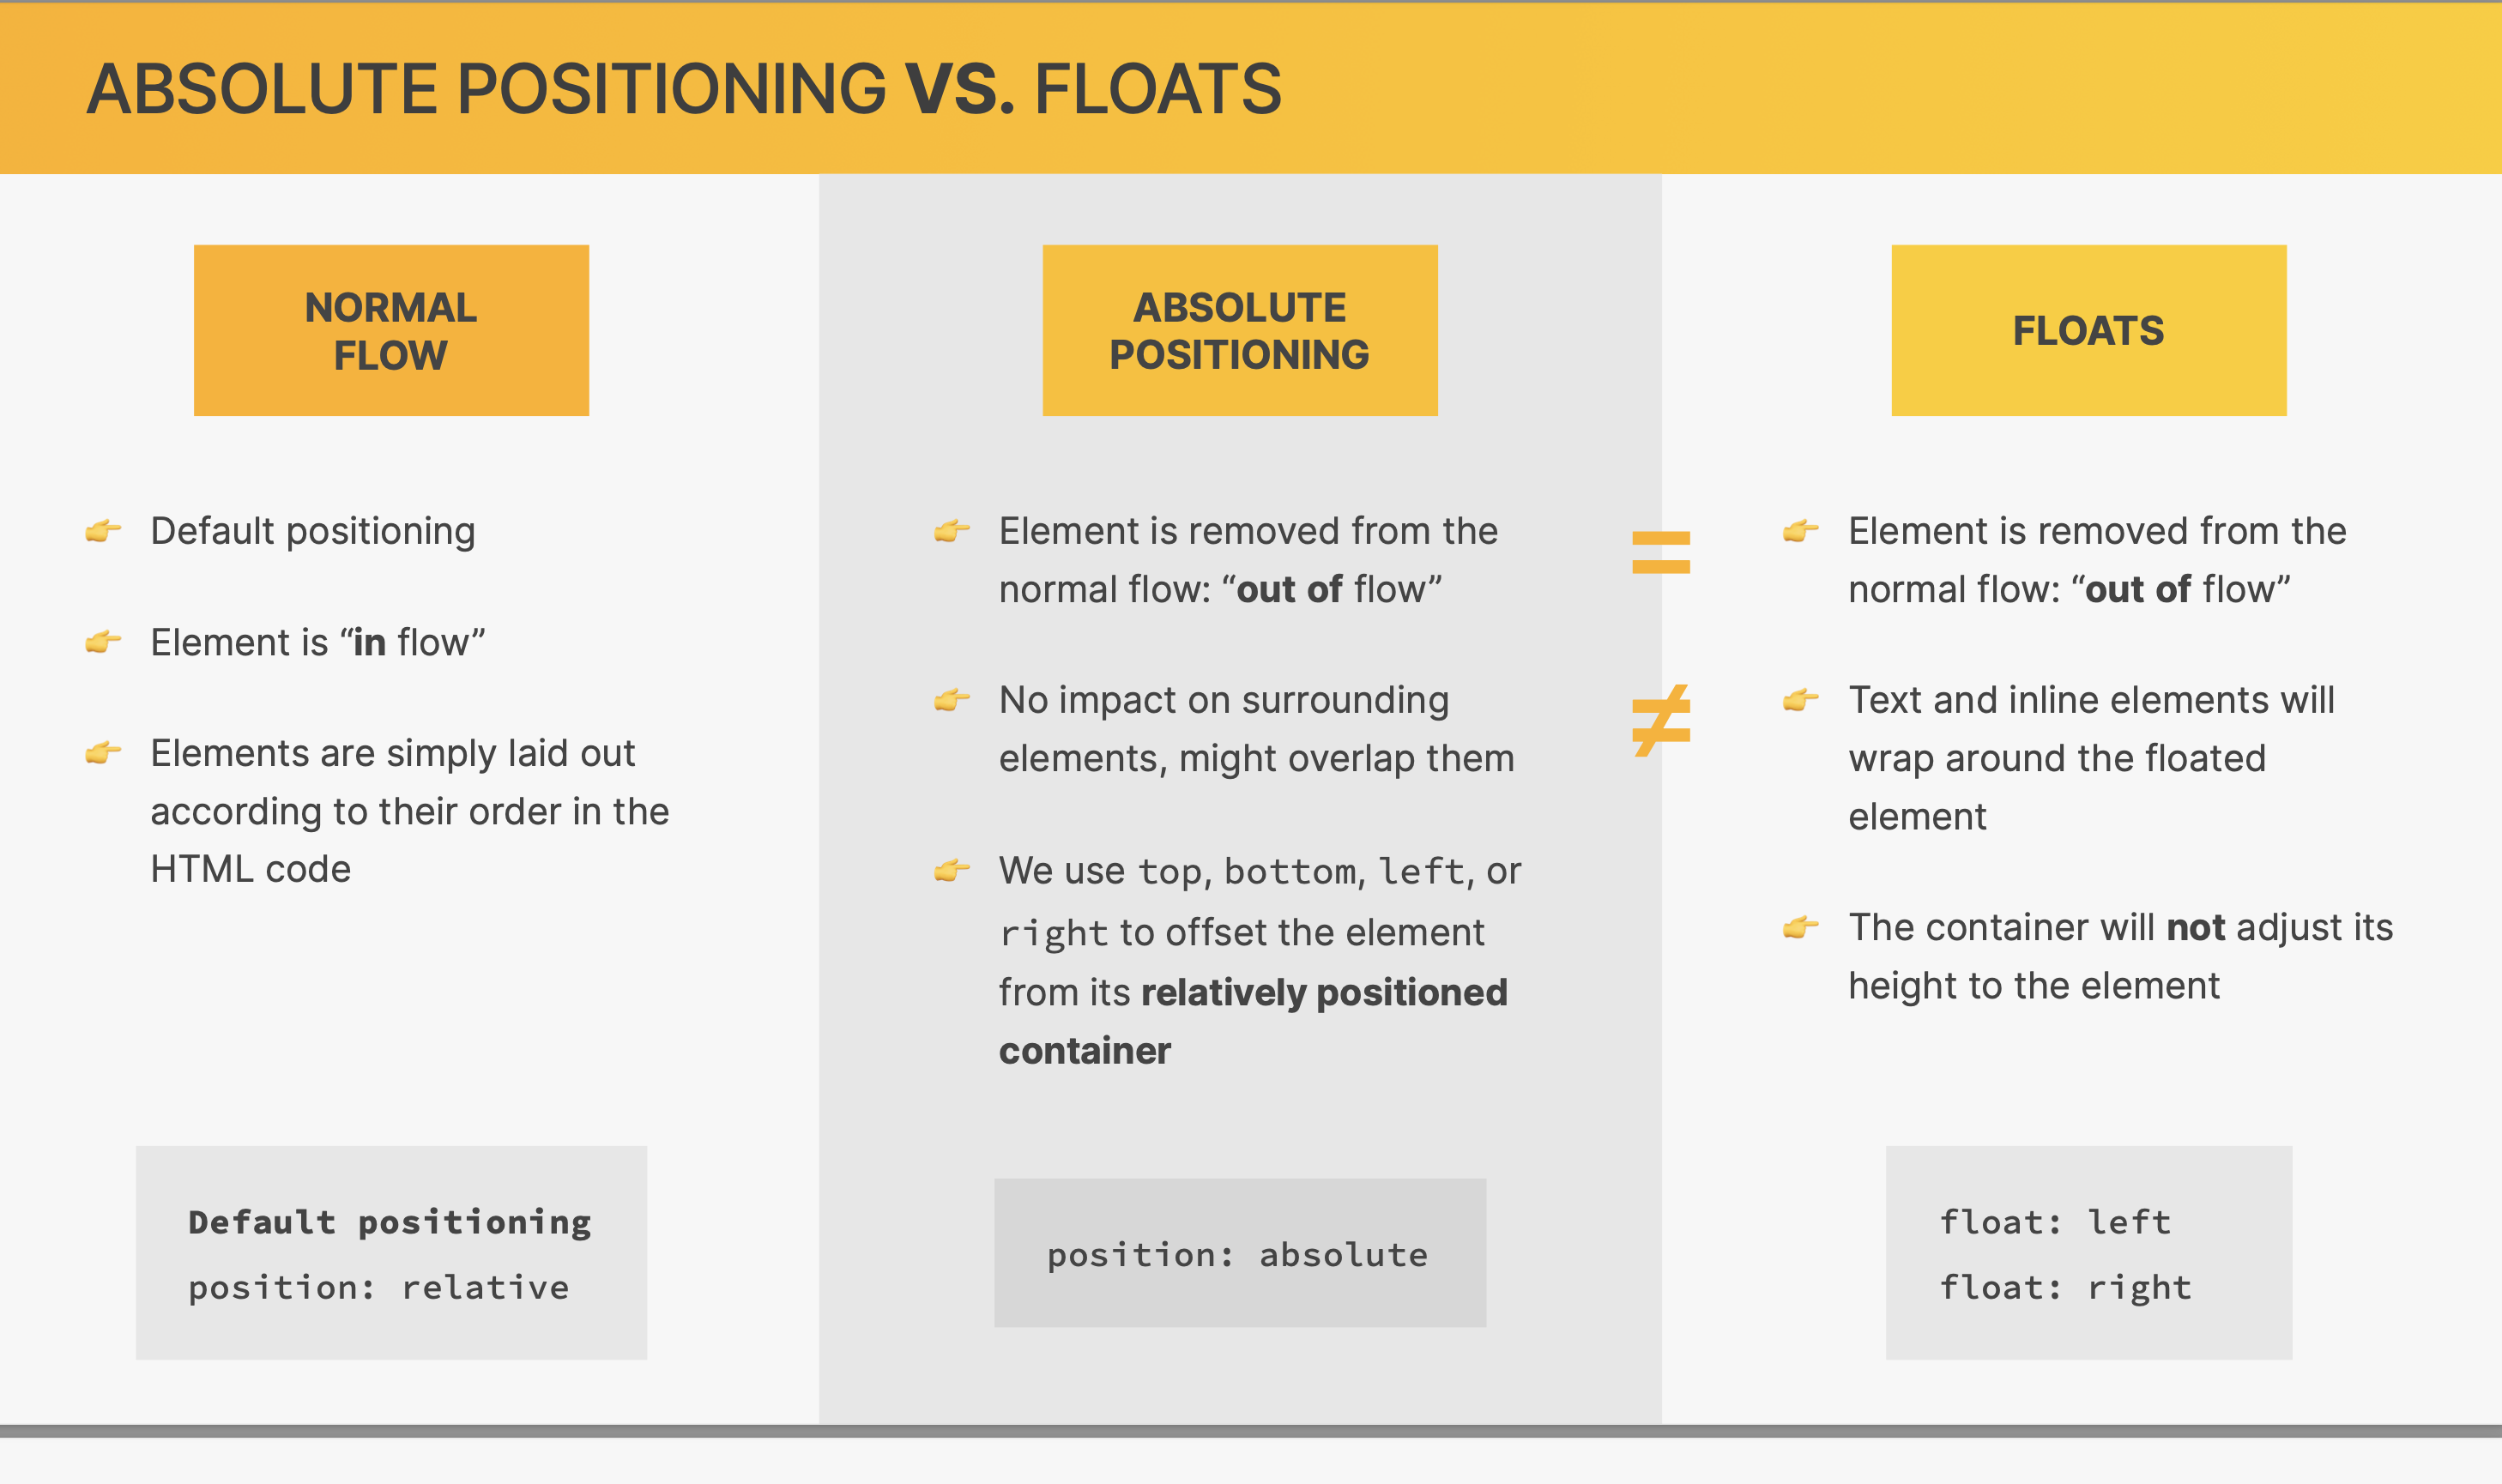 ABSOLUTE POSITIONING VS. FLOATS
NORMAL
FLOW
Default positioning
Element is “in flow”
Elements are simply laid out
according to their order in the
HTML code
Default positioning
position: relative
ABSOLUTE
POSITIONING
Element is removed from the
normal flow: “out of flow”
No impact on surrounding
elements, might overlap them
We use top, bottom, left, or
right to offset the element
from its relatively positioned
container
position: absolute
=
≠
FLOATS
Element is removed from the
normal flow: “out of flow”
Text and inline elements will
wrap around the floated
element
The container will not adjust its
height to the element
float: left
float: right